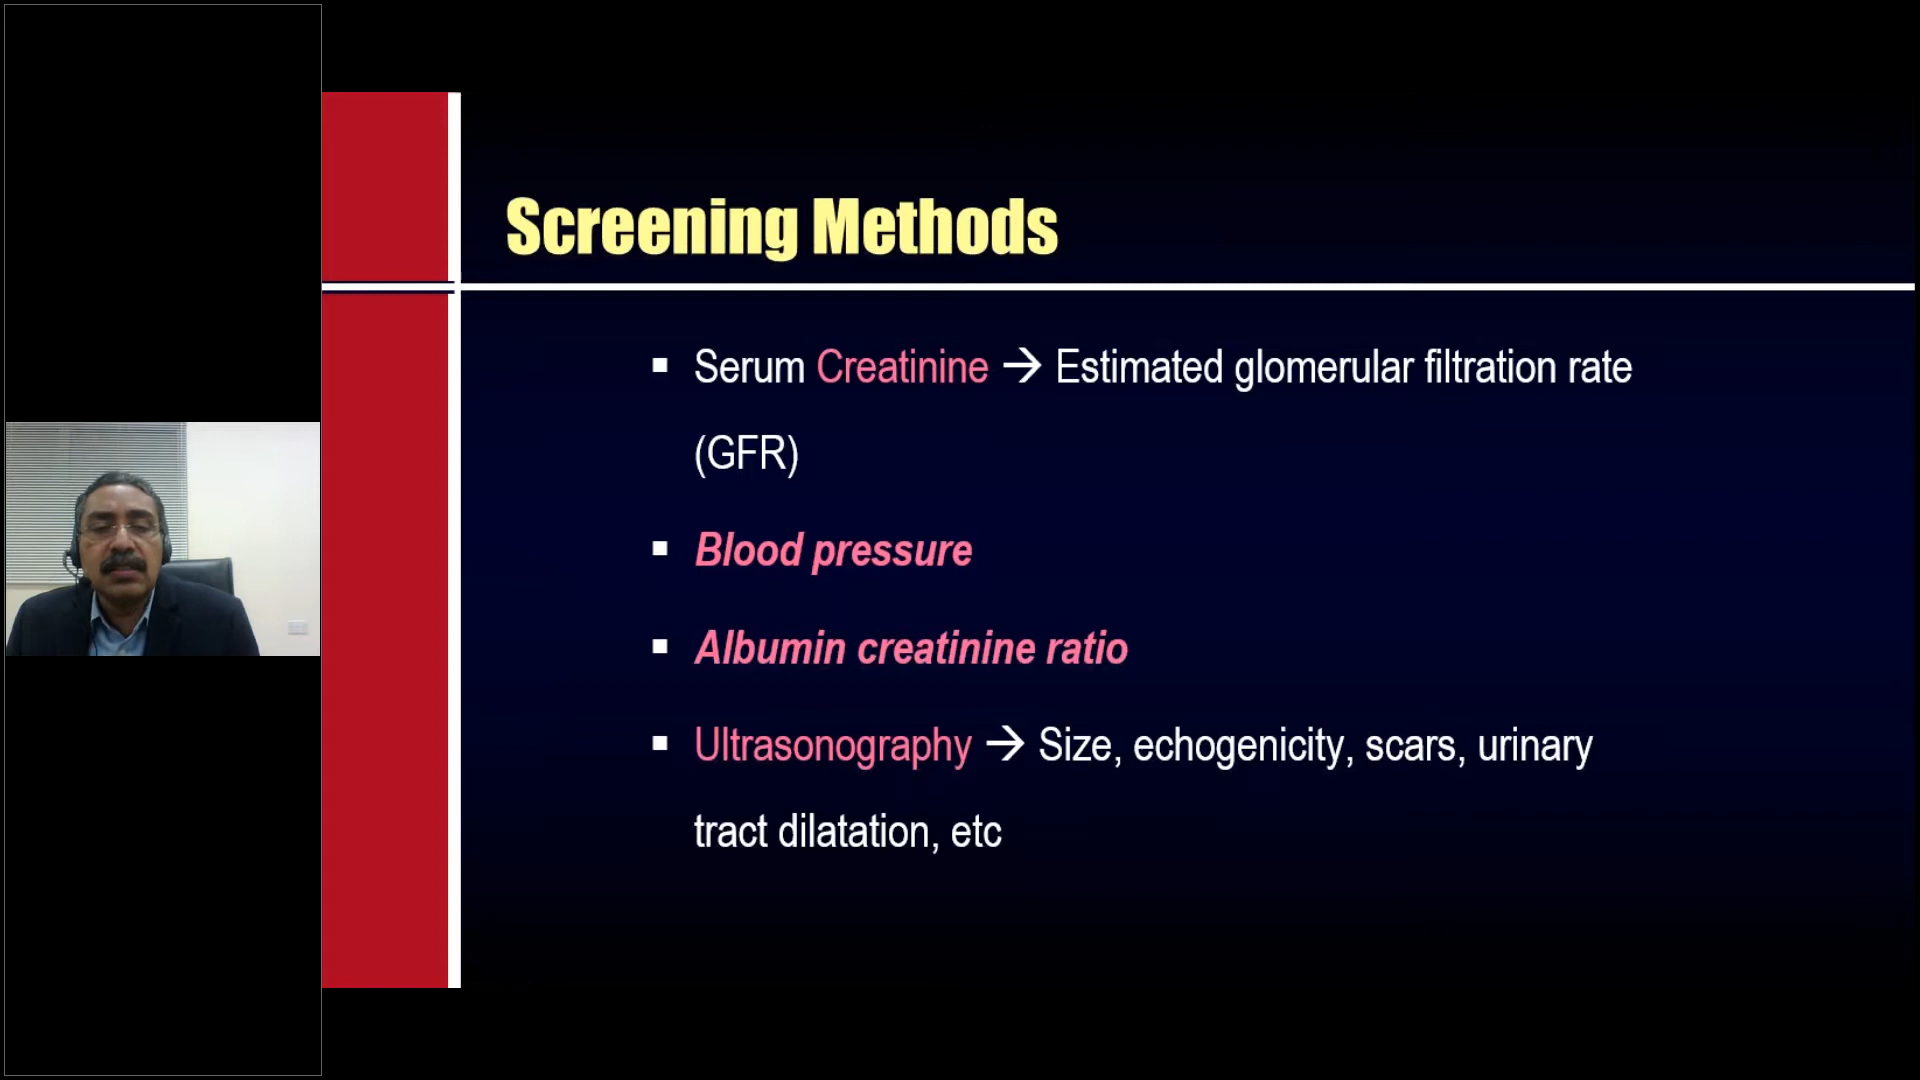 Screening Methods
▪ Serum Creatinine → Estimated glomerular filtration rate
(GFR)
▪ Blood pressure
▪ Albumin creatinine ratio
▪ Ultrasonography → Size, echogenicity, scars, urinary
tract dilatation, etc